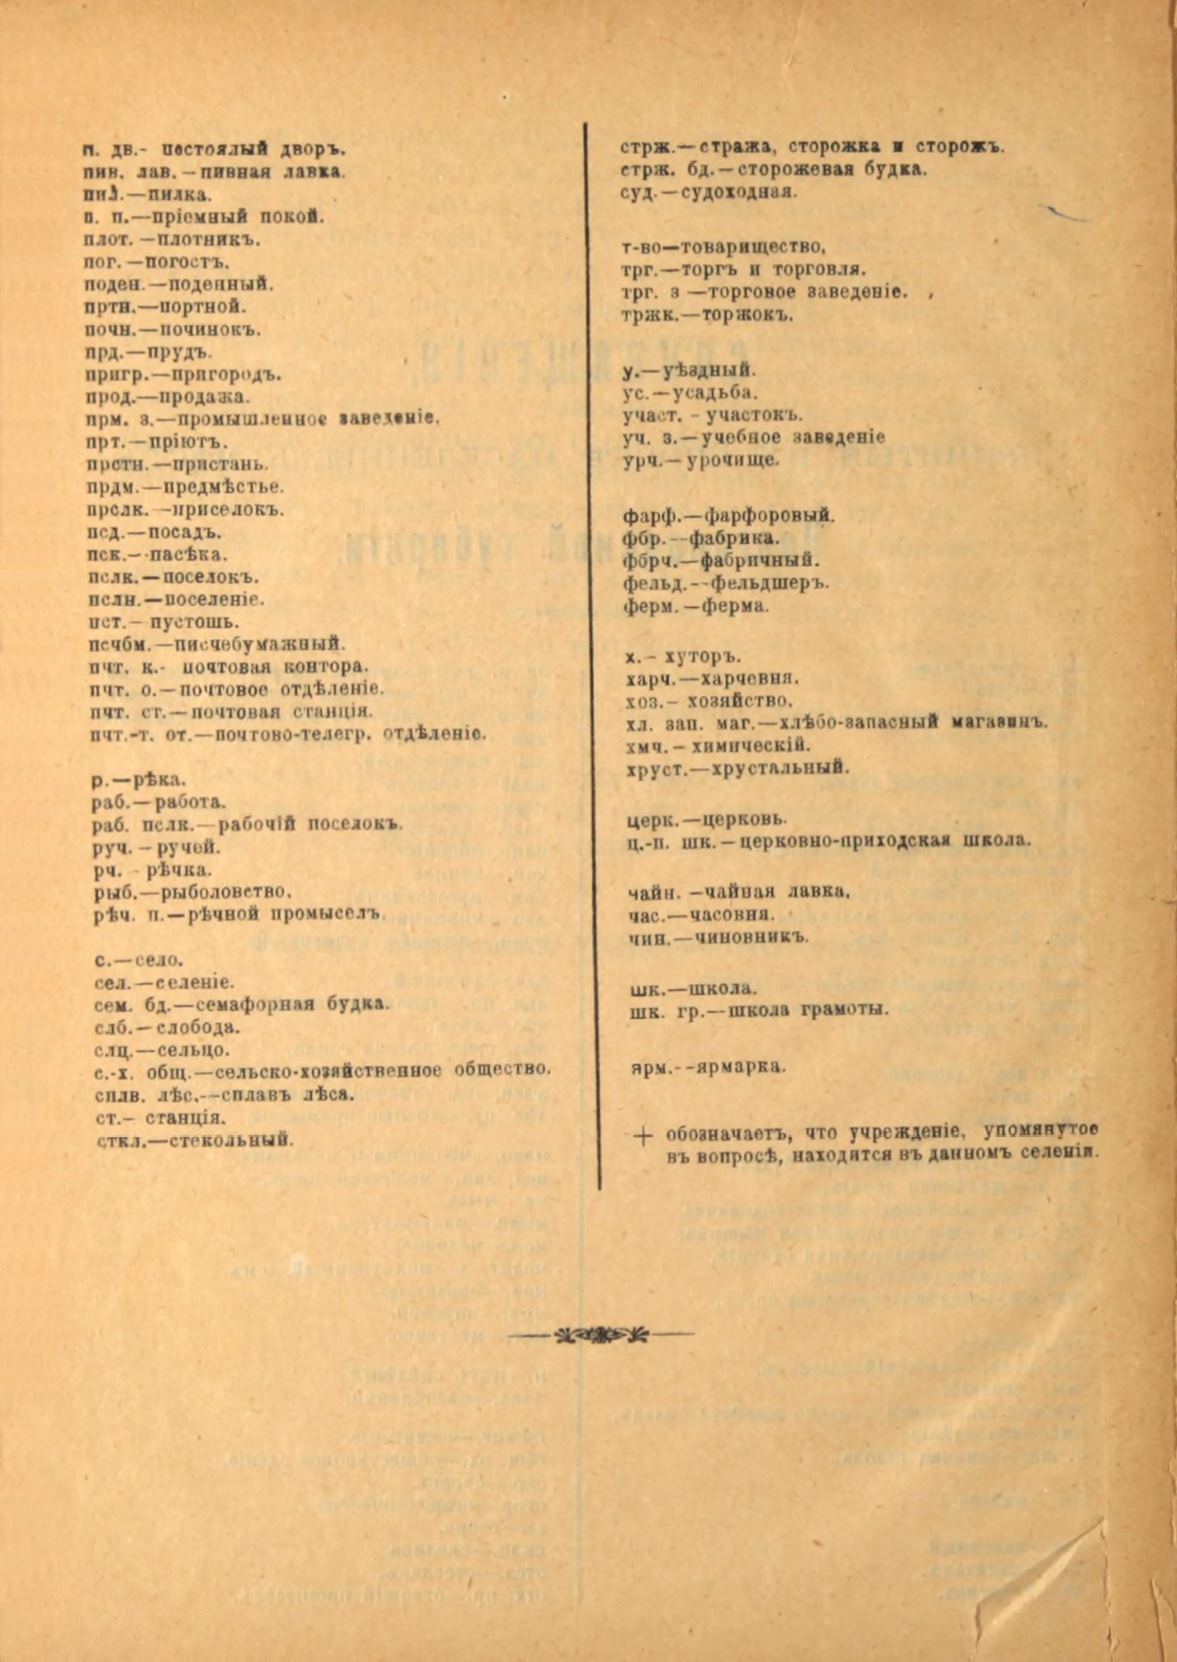 п. дв.- постоялый дворъ.
пив. лав.—пивная лавка.
пил.—пилка.
п. п.—пріемный покой.
плот.—плотникъ.
пог.—погостъ.
поден.—поденный.
пртн.—портной.
почн.—починокъ.
прд.—прудъ.
пригр.—пригородъ.
прод.—продажа.
прм. з.—промышленное заведеніе.
прт.—пріютъ.
прстн.—пристань.
прдм.—предмѣстье.
прслк.—приселокъ.
псд.—посадъ.
пск.—пасѣка.
пслк.—поселокъ.
пслн.—поселеніе.
пст.—пустошь.
псчбм.—писчебумажный.
пчт. к.- почтовая контора.
пчт. о.—почтовое отдѣленіе.
пчт. ст.—почтовая станція.
пчт.-т. от.—почтово-телегр. отдѣленіе.
р.—рѣка.
раб.—работа.
раб. пслк.—рабочій поселокъ.
руч.—ручей.
рч. - рѣчка.
рыб.—рыболовство.
рѣч. п.—рѣчной промыселъ.
с.—село.
сел.—селеніе.
сем. бд.—семафорная будка.
слб.—слобода.
слц.—сельцо.
с.-х. общ.—сельско-хозяйственное общество.
сплв. лѣс.--сплавъ лѣса.
ст.- станція.
сткл.—стекольный.
стрж.—стража, сторожка и сторожъ.
стрж. бд.—сторожевая будка.
суд.—судоходная.
т-во—товарищество,
трг.—торгъ и торговля.
трг. з—торговое заведеніе.
тржк.—торжокъ.
у.—уѣздный.
ус.—усадьба.
участ. - участокъ.
уч. з.—учебное заведеніе
урч.—урочище.
фарф.—фарфоровый.
фбр.--фабрика.
фбрч.—фабричный.
фельд.--фельдшеръ.
ферм.—ферма.
х.- хуторъ.
харч.—харчевня.
хоз.- хозяйство.
хл. зап. маг.—хлѣбо-запасный магазинъ.
хмч.- химическій.
хруст.—хрустальный.
церк.—церковь.
ц.-п. шк.—церковно-приходская школа.
чайн. —чайная лавка.
час.—часовня.
чин.—чиновникъ.
шк.—школа.
шк. гр.—школа грамоты.
ярм.--ярмарка.
+ обозначаетъ, что учрежденіе, упомянутое
въ вопросѣ, находится въ данномъ селеніи.